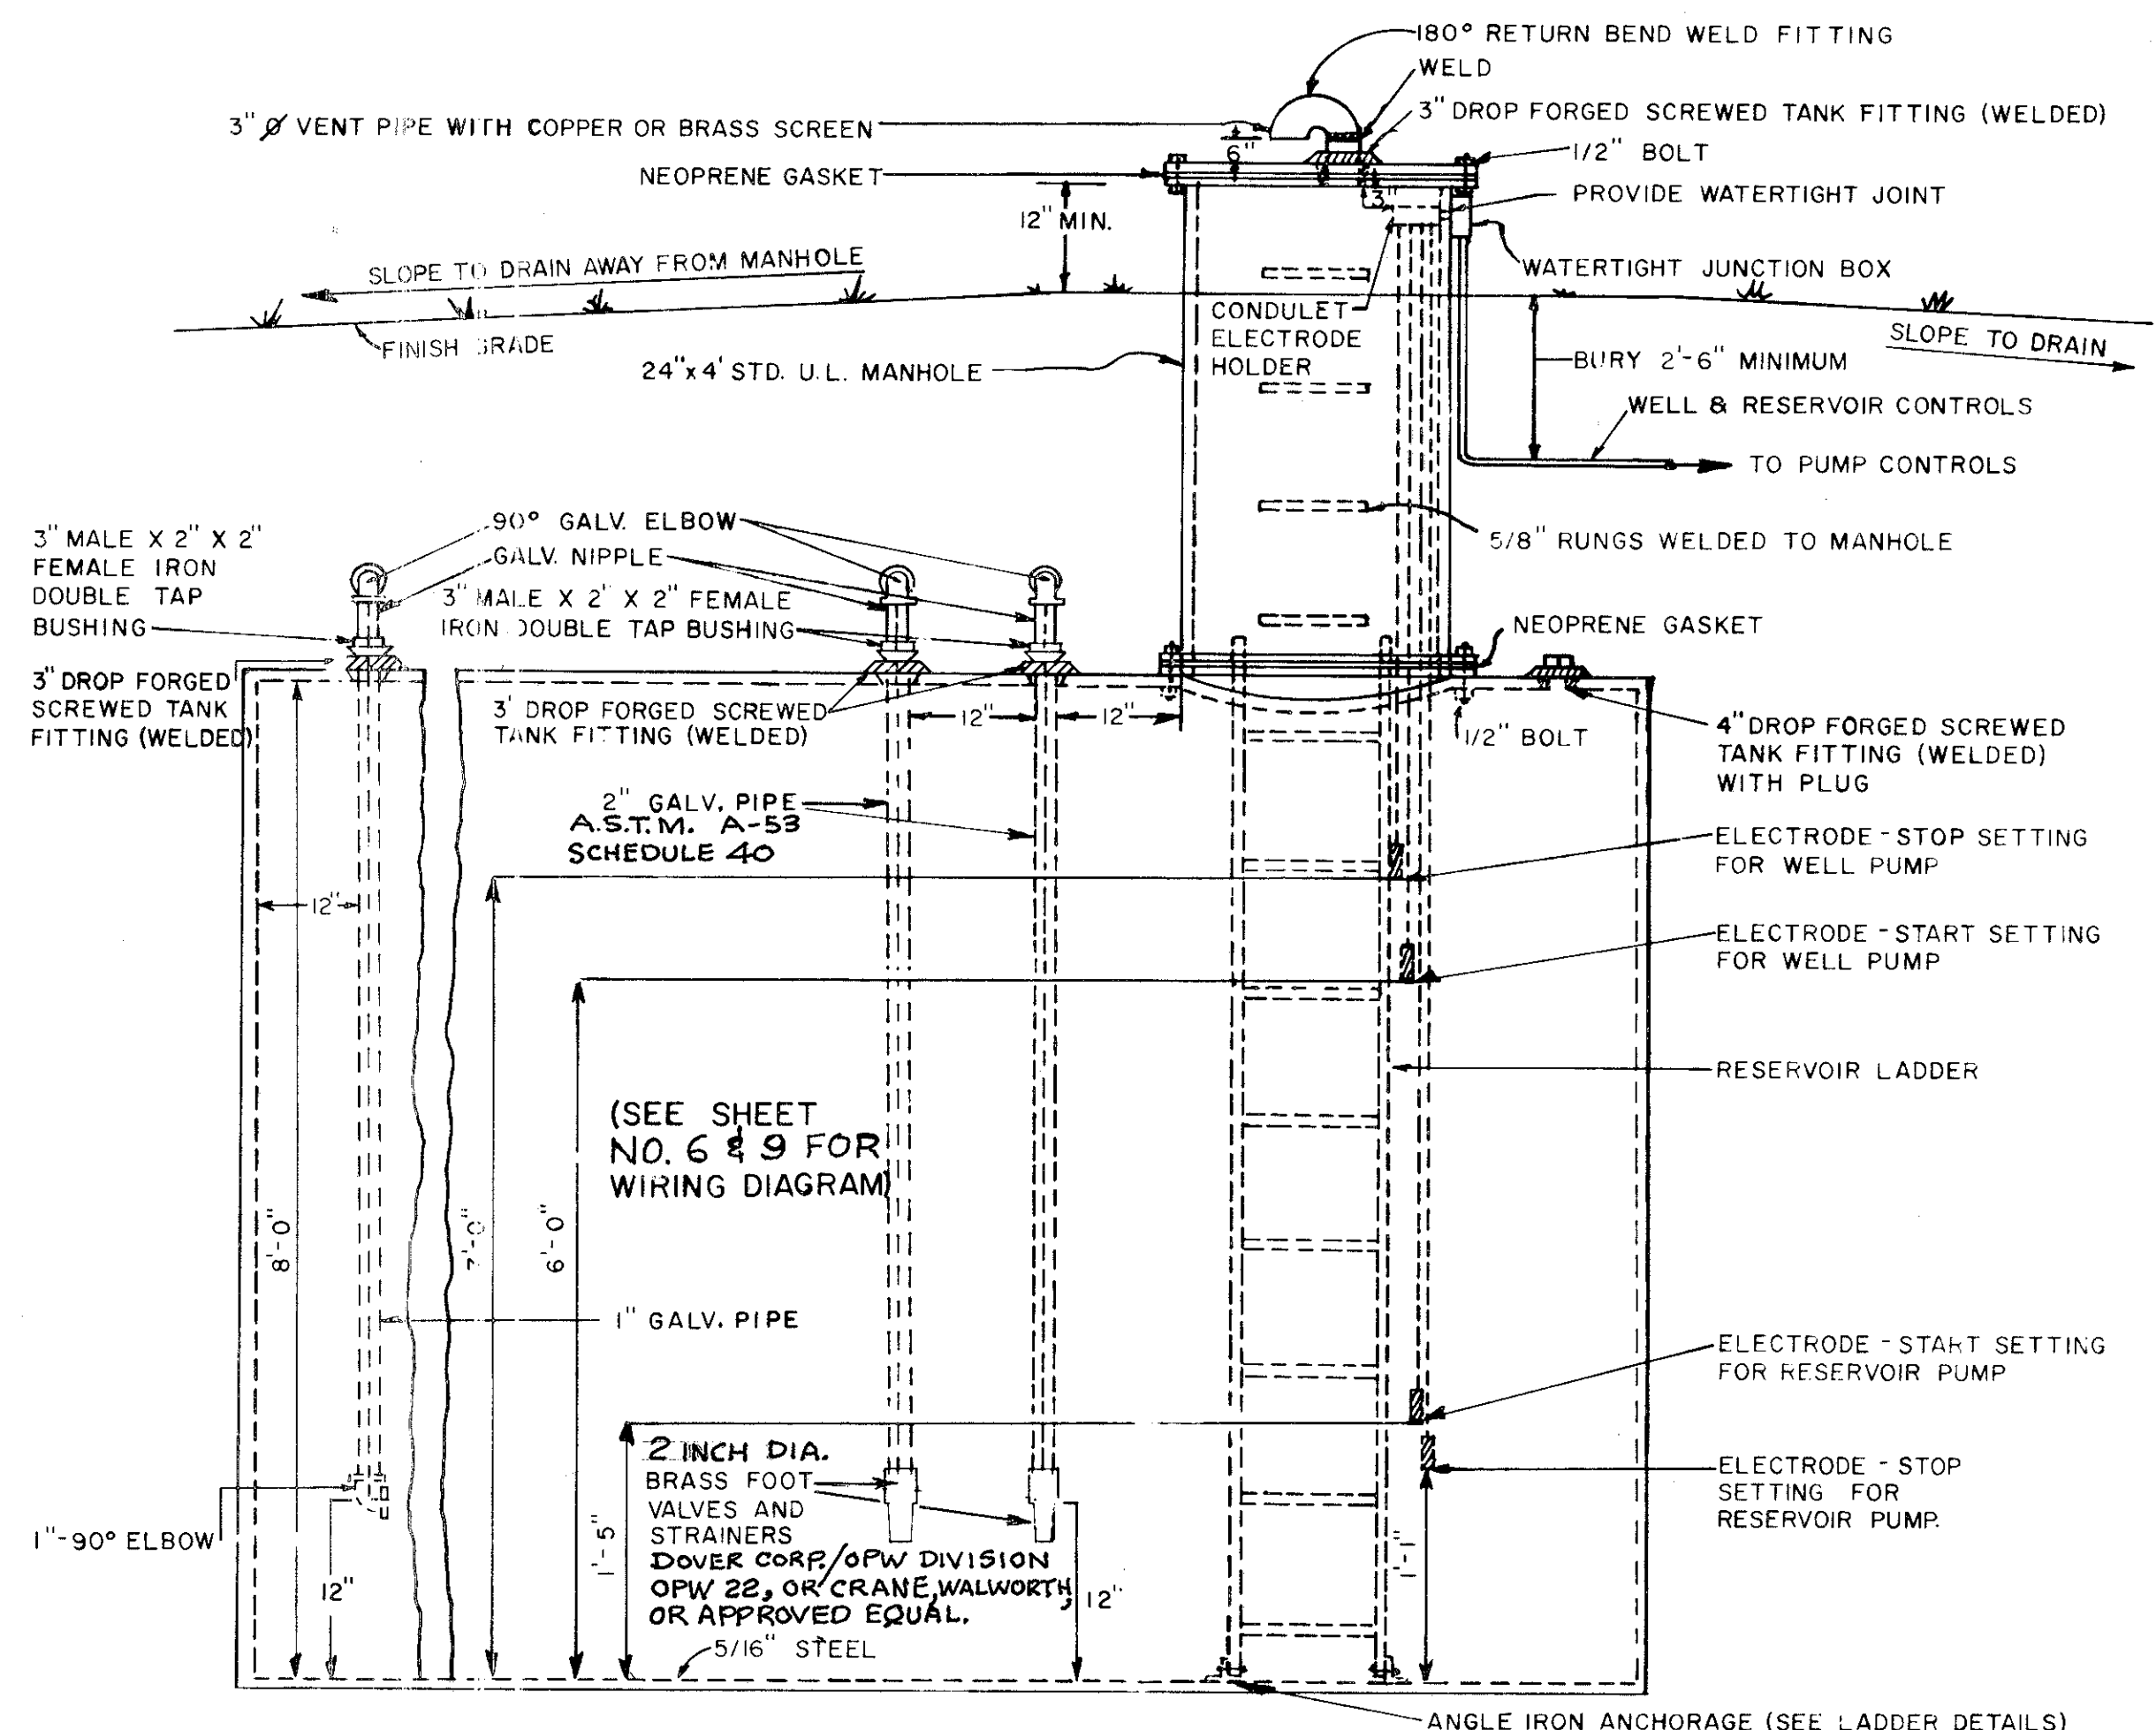 180° RETURN BEND WELD FITTING
WELD
3" DROP FORGED SCREWED TANK FITTING (WELDED)
3" Ø VENT PIPE WITH COPPER OR BRASS SCREEN
6"
1/2" BOLT
NEOPRENE GASKET
3"
PROVIDE WATERTIGHT JOINT
12" MIN.
SLOPE TO DRAIN AWAY FROM MANHOLE
WATERTIGHT JUNCTION BOX
CONDULET
ELECTRODE
HOLDER
FINISH GRADE
SLOPE TO DRAIN
24"x4' STD. U.L. MANHOLE
BURY 2'-6" MINIMUM
WELL & RESERVOIR CONTROLS
TO PUMP CONTROLS
3" MALE X 2" X 2"
FEMALE IRON
DOUBLE TAP
BUSHING
90° GALV. ELBOW
GALV. NIPPLE
3" MALE X 2" X 2" FEMALE
IRON DOUBLE TAP BUSHING
5/8" RUNGS WELDED TO MANHOLE
NEOPRENE GASKET
3" DROP FORGED
SCREWED TANK
FITTING (WELDED)
3' DROP FORGED SCREWED
TANK FITTING (WELDED)
12"
12"
1/2" BOLT
4" DROP FORGED SCREWED
TANK FITTING (WELDED)
WITH PLUG
2" GALV. PIPE
A.S.T.M. A-53
SCHEDULE 40
ELECTRODE - STOP SETTING
FOR WELL PUMP
12"
ELECTRODE - START SETTING
FOR WELL PUMP
RESERVOIR LADDER
(SEE SHEET
NO. 6 & 9 FOR
WIRING DIAGRAM)
8'-0"
7'-0"
6'-0"
1" GALV. PIPE
ELECTRODE - START SETTING
FOR RESERVOIR PUMP
2 INCH DIA.
BRASS FOOT
VALVES AND
STRAINERS
DOVER CORP./OPW DIVISION
OPW 22, OR CRANE, WALWORTH,
OR APPROVED EQUAL.
ELECTRODE - STOP
SETTING FOR
RESERVOIR PUMP.
1"-90° ELBOW
1'-5"
1'-1"
12"
12"
5/16" STEEL
ANGLE IRON ANCHORAGE (SEE LADDER DETAILS)